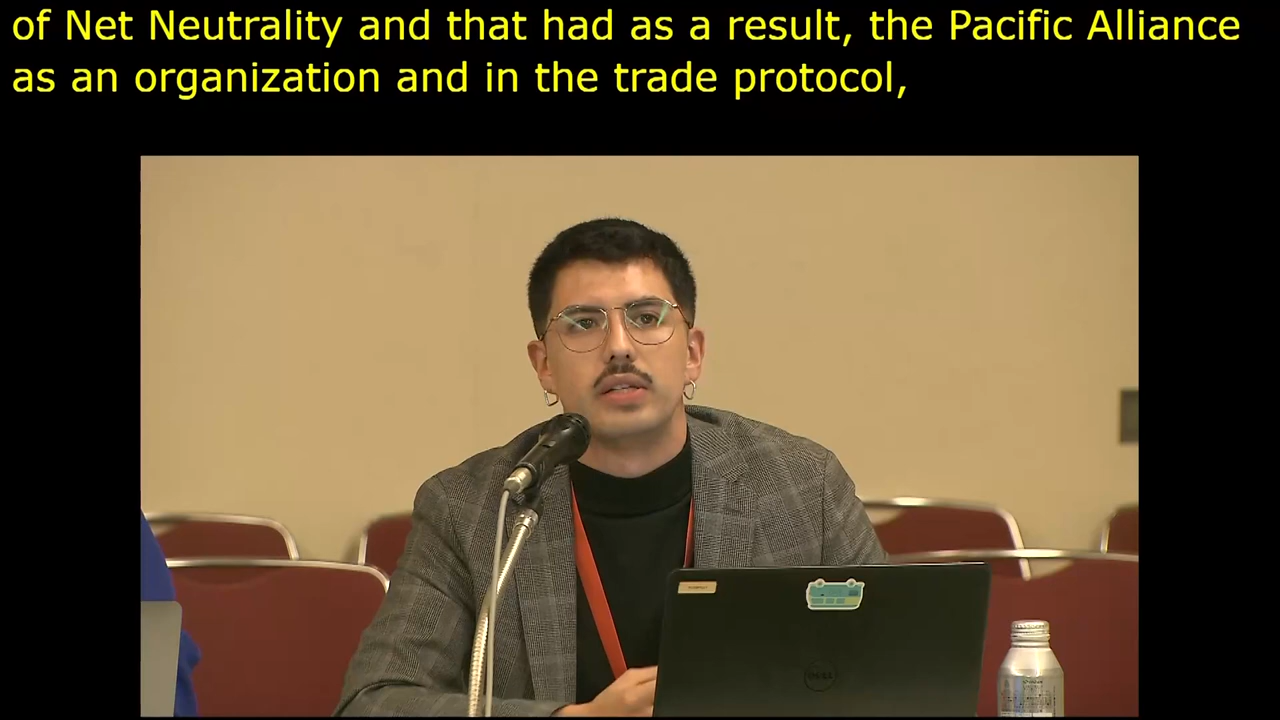 of Net Neutrality and that had as a result, the Pacific Alliance
as an organization and in the trade protocol,
DELL